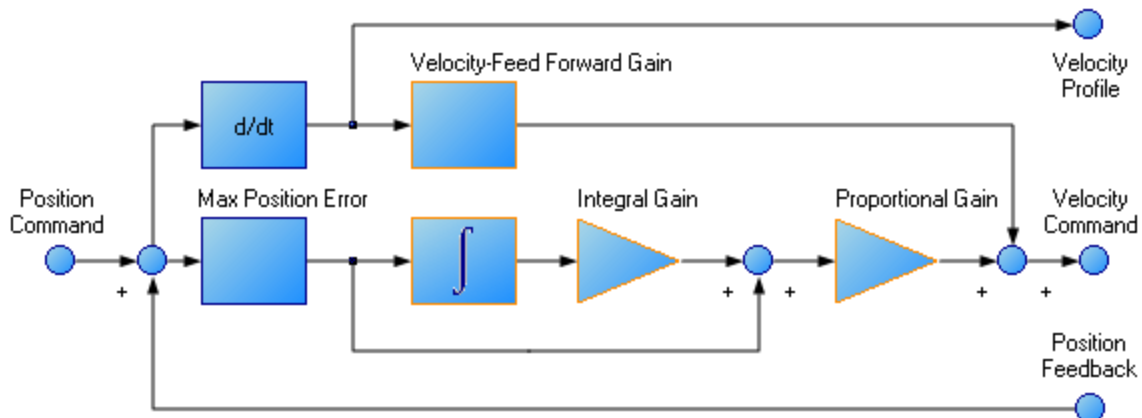 Velocity-Feed Forward Gain
Velocity
Profile
d/dt
Position
Command
Max Position Error
Integral Gain
Proportional Gain
Velocity
Command
∫
+
+
+
+
+
Position
Feedback